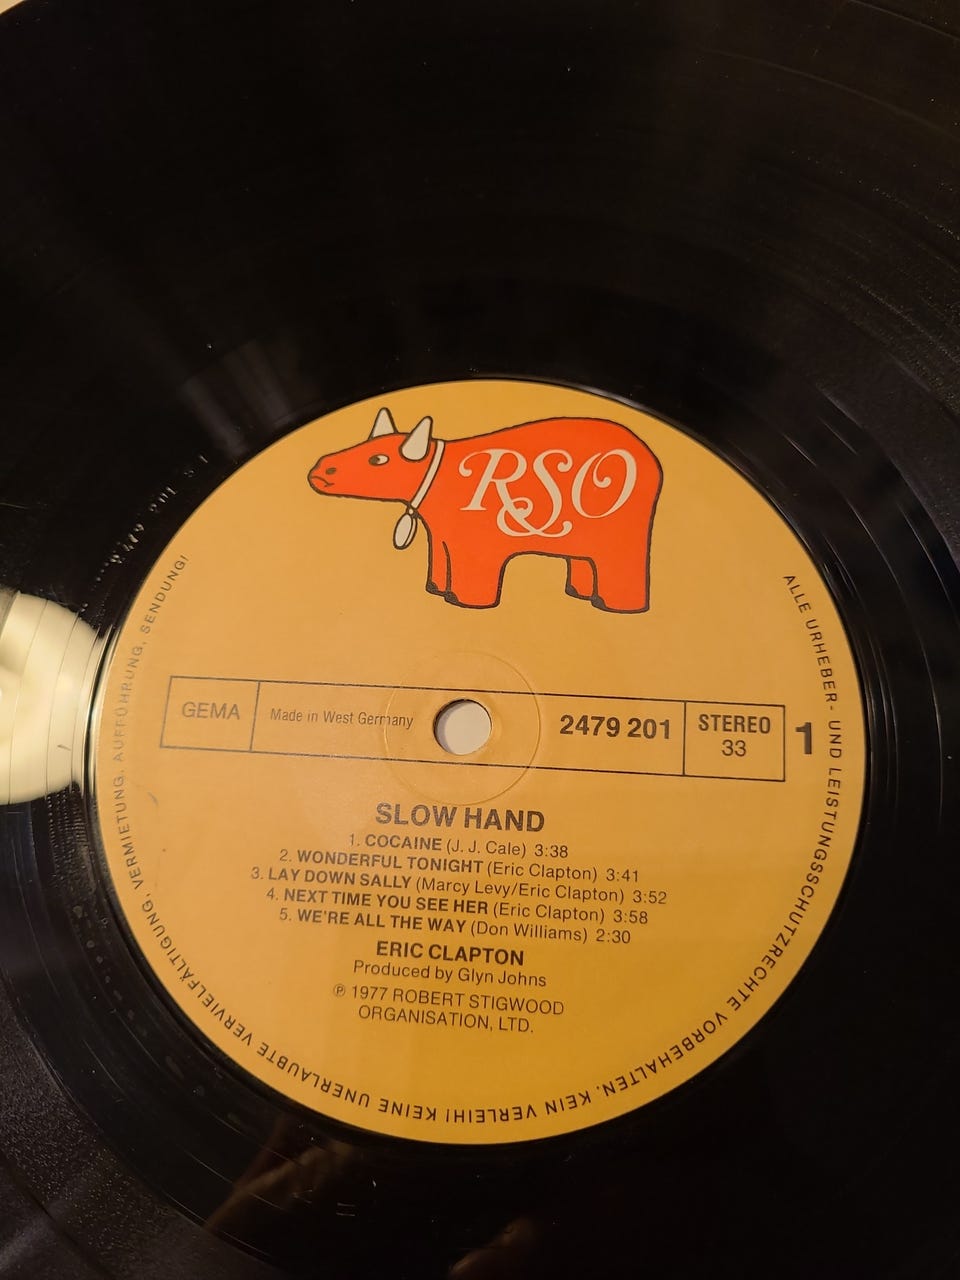 RSO
GEMA
Made in West Germany
2479 201
STEREO
33
1
SLOW HAND
1. COCAINE (J. J. Cale) 3:38
2. WONDERFUL TONIGHT (Eric Clapton) 3:41
3. LAY DOWN SALLY (Marcy Levy/Eric Clapton) 3:52
4. NEXT TIME YOU SEE HER (Eric Clapton) 3:58
5. WE'RE ALL THE WAY (Don Williams) 2:30
ERIC CLAPTON
Produced by Glyn Johns
℗ 1977 ROBERT STIGWOOD
ORGANISATION, LTD.
ALLE URHEBER- UND LEISTUNGSSCHUTZRECHTE VORBEHALTEN. KEIN VERLEIH! KEINE UNERLAUBTE VERVIELFÄLTIGUNG, VERMIETUNG, AUFFÜHRUNG, SENDUNG!